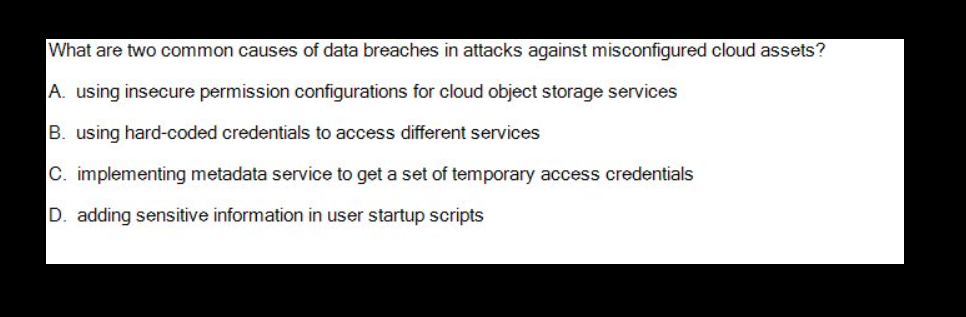 What are two common causes of data breaches in attacks against misconfigured cloud assets?
A. using insecure permission configurations for cloud object storage services
B. using hard-coded credentials to access different services
C. implementing metadata service to get a set of temporary access credentials
D. adding sensitive information in user startup scripts